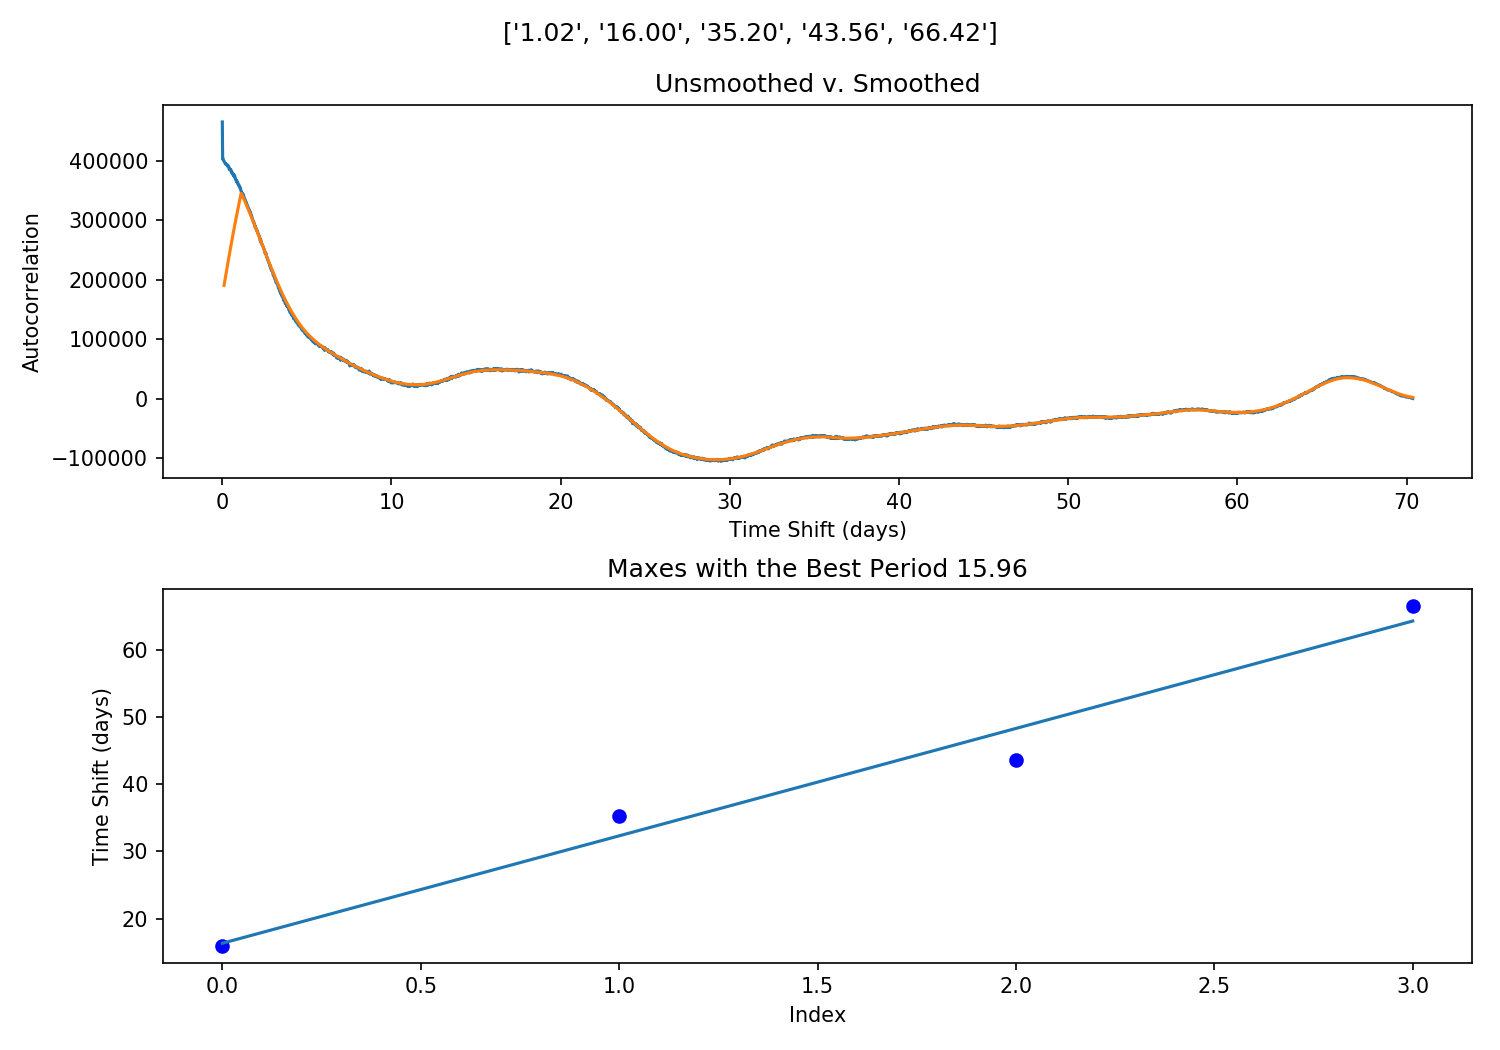 ['1.02', '16.00', '35.20', '43.56', '66.42']
Unsmoothed v. Smoothed
Autocorrelation
400000
300000
200000
100000
0
−100000
0 10 20 30 40 50 60 70
Time Shift (days)
Maxes with the Best Period 15.96
Time Shift (days)
60
50
40
30
20
0.0 0.5 1.0 1.5 2.0 2.5 3.0
Index